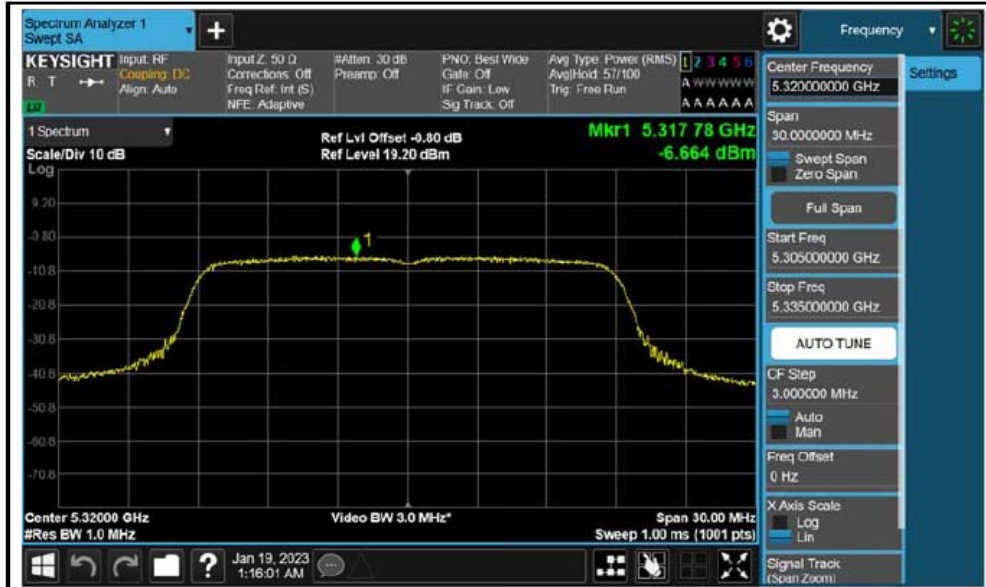 Spectrum Analyzer 1
Swept SA
Frequency
KEYSIGHT
R T
LXI
Input: RF
Coupling: DC
Align: Auto
Input Z: 50 Ω
Corrections: Off
Freq Ref: Int (S)
NFE: Adaptive
#Atten: 30 dB
Preamp: Off
PNO: Best Wide
Gate: Off
IF Gain: Low
Sig Track: Off
Avg Type: Power (RMS)
Avg|Hold: 57/100
Trig: Free Run
1 2 3 4 5 6
A W W W W W
A A A A A A
Center Frequency
5.320000000 GHz
Settings
Span
30.0000000 MHz
Swept Span
Zero Span
Full Span
Start Freq
5.305000000 GHz
Stop Freq
5.335000000 GHz
AUTO TUNE
CF Step
3.000000 MHz
Auto
Man
Freq Offset
0 Hz
X Axis Scale
Log
Lin
Signal Track
(Span Zoom)
1 Spectrum
Scale/Div 10 dB
Ref Lvl Offset -0.80 dB
Ref Level 19.20 dBm
Mkr1 5.317 78 GHz
-6.664 dBm
Log
9.20
-0.80
-10.8
-20.8
-30.8
-40.8
-50.8
-60.8
-70.8
1
Center 5.32000 GHz
#Res BW 1.0 MHz
Video BW 3.0 MHz*
Span 30.00 MHz
Sweep 1.00 ms (1001 pts)
Jan 19, 2023
1:16:01 AM